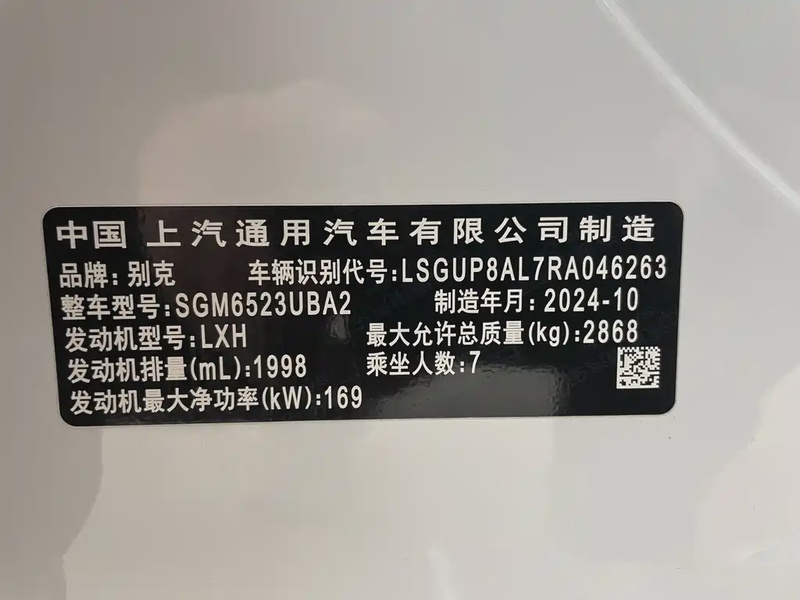 中国 上汽通用汽车有限公司制造
品牌:别克 车辆识别代号:LSGUP8AL7RA046263
整车型号:SGM6523UBA2 制造年月:2024-10
发动机型号:LXH 最大允许总质量(kg):2868
发动机排量(mL):1998 乘坐人数:7
发动机最大净功率(kW):169